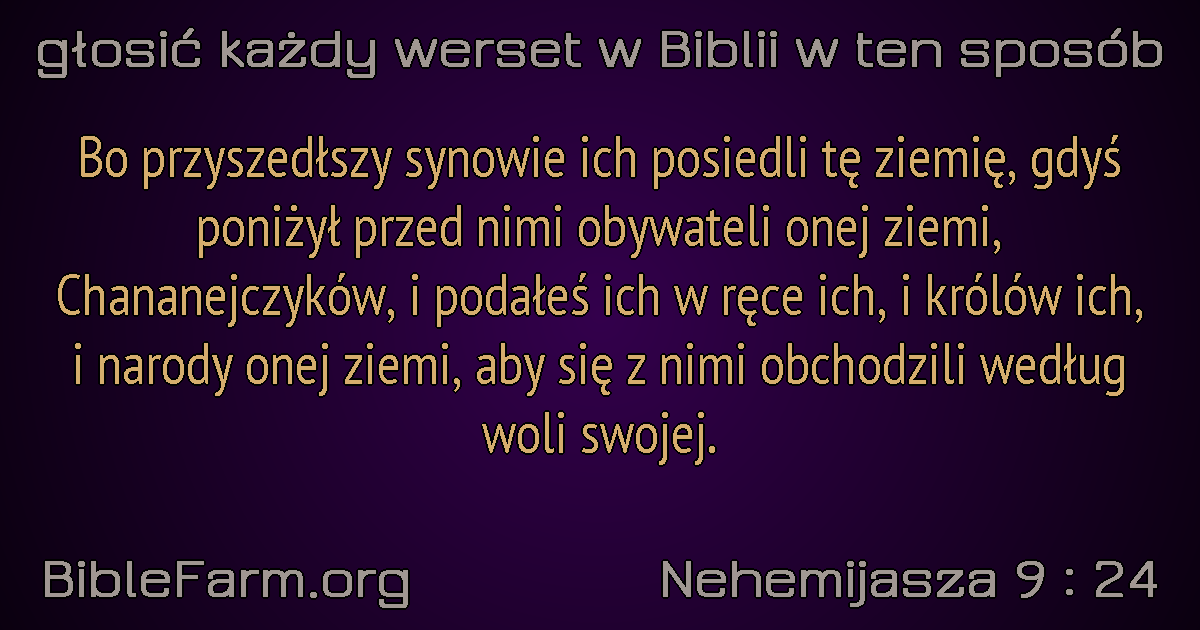 głosić każdy werset w Biblii w ten sposób
Bo przyszedłszy synowie ich posiedli tę ziemię, gdyś
poniżył przed nimi obywateli onej ziemi,
Chananejczyków, i podałeś ich w ręce ich, i królów ich,
i narody onej ziemi, aby się z nimi obchodzili według
woli swojej.
BibleFarm.org
Nehemijasza 9 : 24